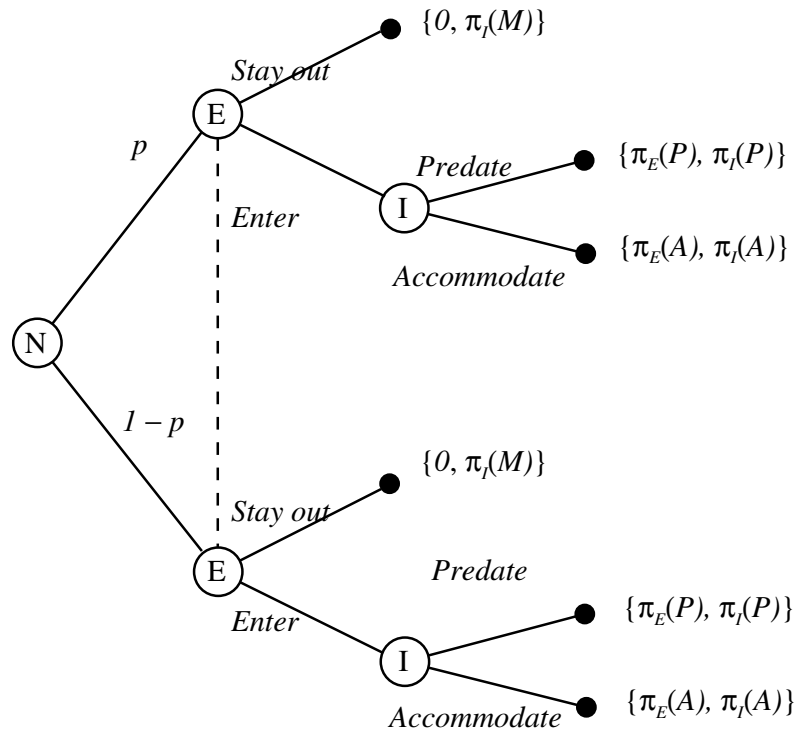 {0, π_I(M)}
Stay out
E
p
Predate
{π_E(P), π_I(P)}
I
Enter
{π_E(A), π_I(A)}
Accommodate
N
1 – p
{0, π_I(M)}
Stay out
E
Predate
Enter
{π_E(P), π_I(P)}
I
{π_E(A), π_I(A)}
Accommodate